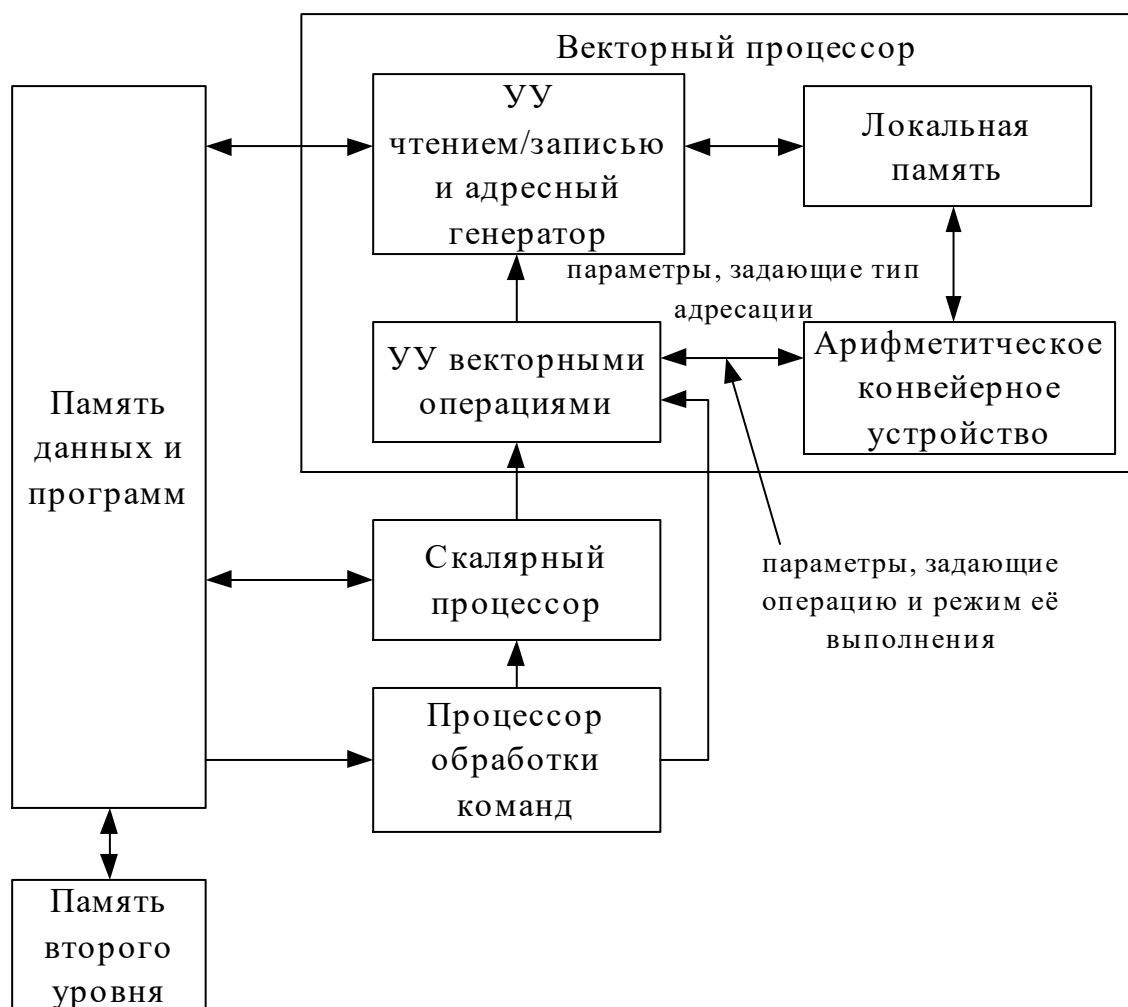 Векторный процессор
УУ
чтением/записью
и адресный
генератор
Локальная
память
параметры, задающие тип
адресации
УУ векторными
операциями
Арифметитческое
конвейерное
устройство
Память
данных и
программ
Скалярный
процессор
параметры, задающие
операцию и режим её
выполнения
Процессор
обработки
команд
Память
второго
уровня